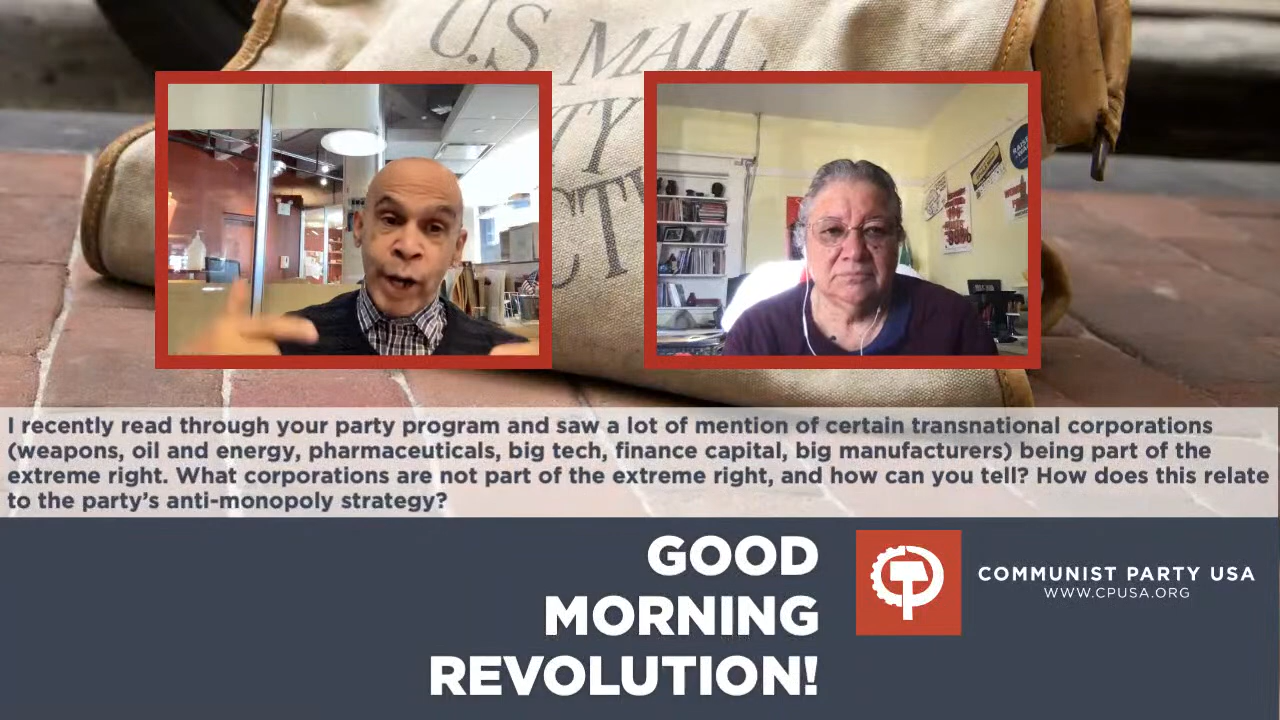 U.S MAIL
I recently read through your party program and saw a lot of mention of certain transnational corporations
(weapons, oil and energy, pharmaceuticals, big tech, finance capital, big manufacturers) being part of the
extreme right. What corporations are not part of the extreme right, and how can you tell? How does this relate
to the party's anti-monopoly strategy?
GOOD
MORNING
REVOLUTION!
COMMUNIST PARTY USA
WWW.CPUSA.ORG